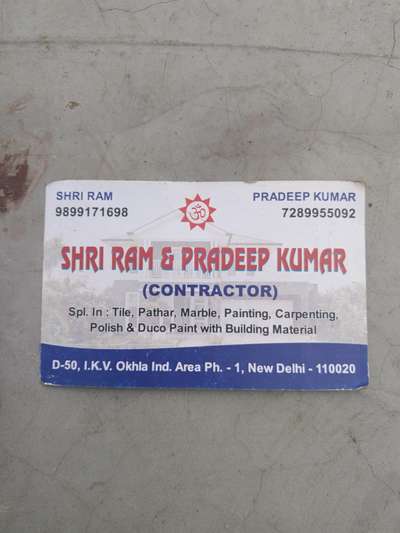 SHRI RAM
9899171698
ॐ
PRADEEP KUMAR
7289955092
SHRI RAM & PRADEEP KUMAR
(CONTRACTOR)
Spl. In : Tile, Pathar, Marble, Painting, Carpenting,
Polish & Duco Paint with Building Material
D-50, I.K.V. Okhla Ind. Area Ph. - 1, New Delhi - 110020